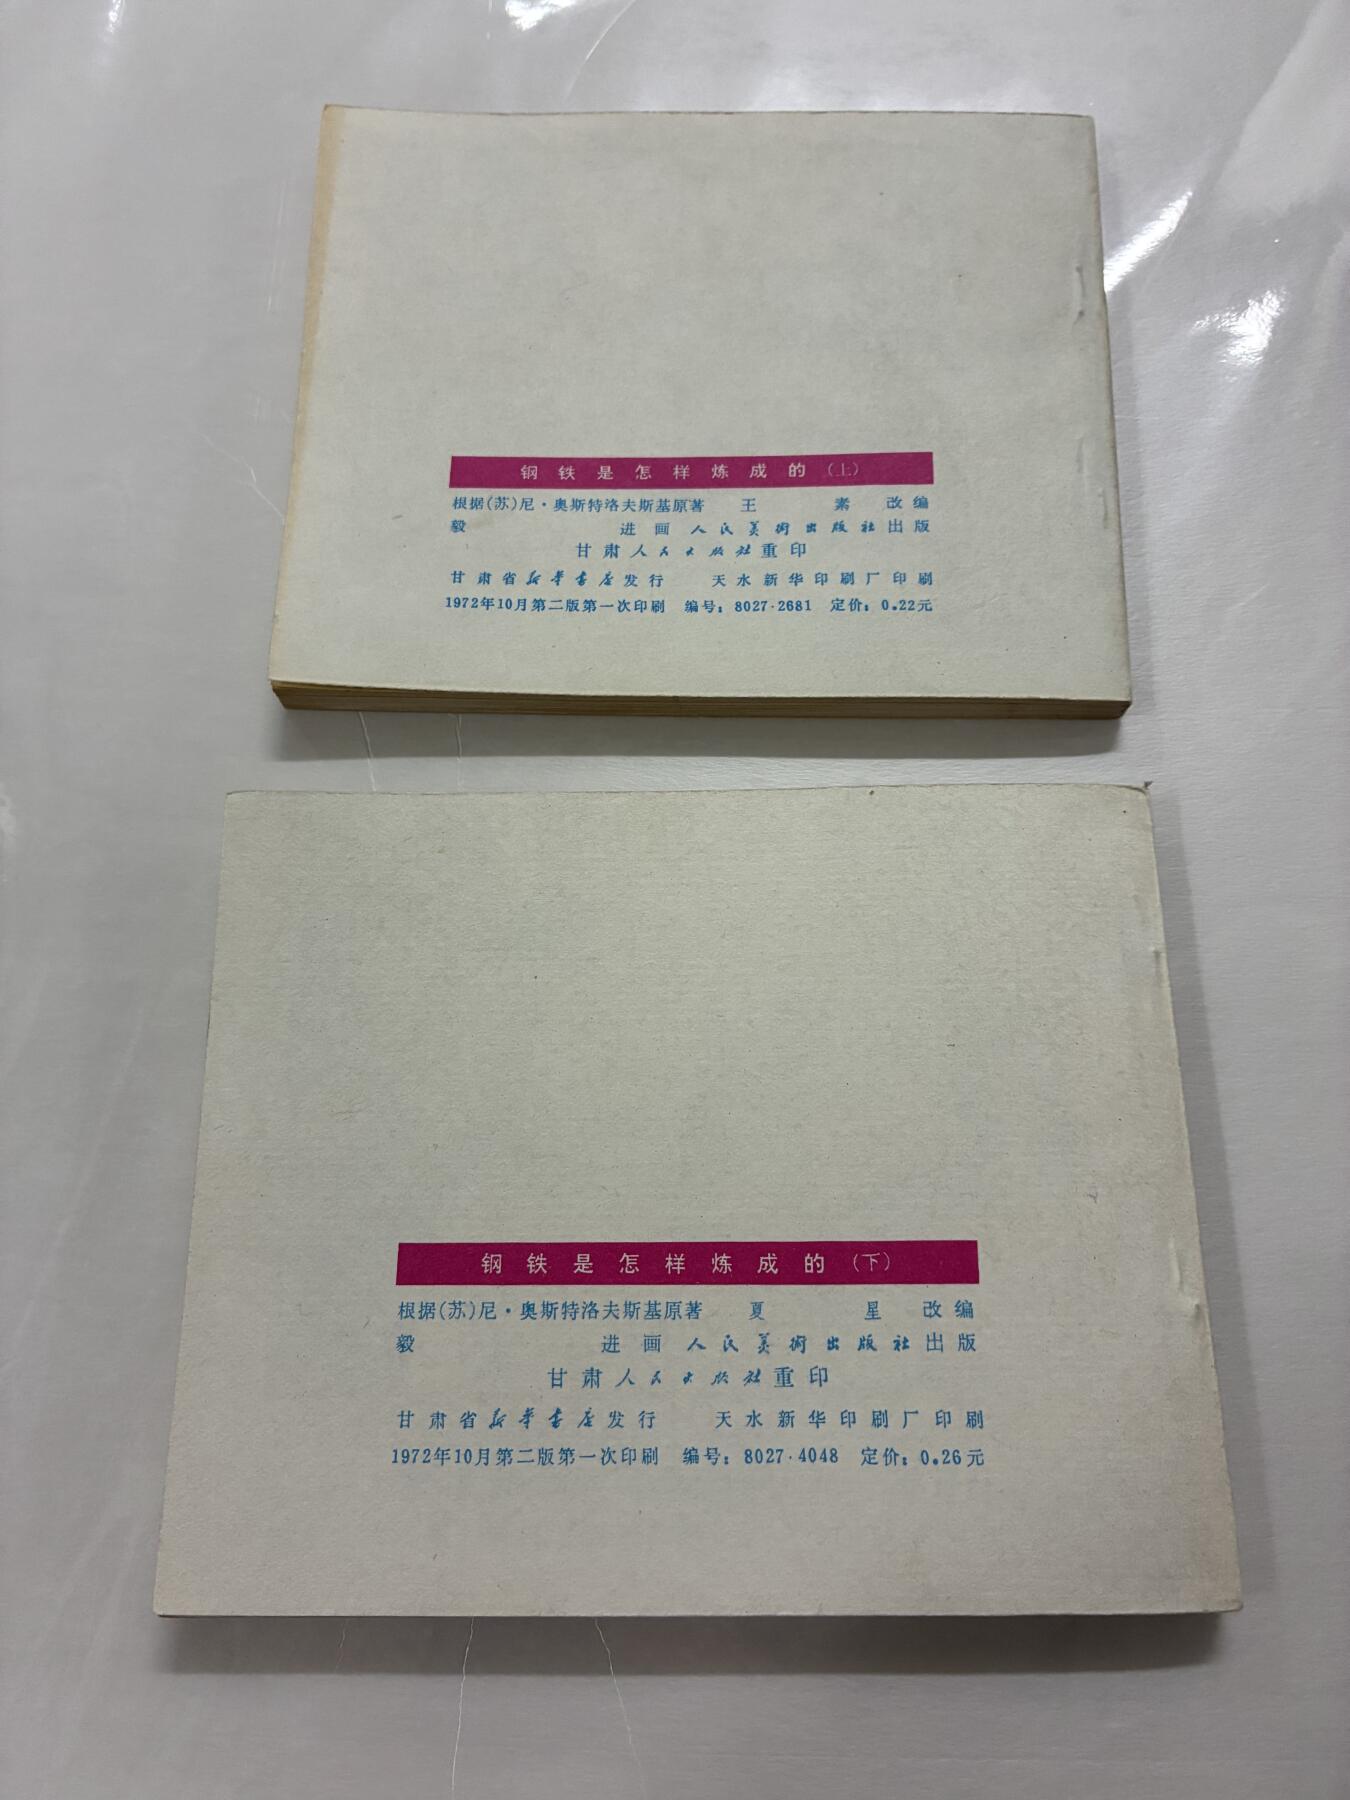 钢铁是怎样炼成的（上）
根据（苏）尼·奥斯特洛夫斯基原著 王素 改编
毅进画 人民美術出版社出版
甘肃人民出版社重印
甘肃省新华书店发行 天水新华印刷厂印刷
1972年10月第二版第一次印刷 编号：8027·2681 定价：0.22元
钢铁是怎样炼成的（下）
根据（苏）尼·奥斯特洛夫斯基原著 夏星 改编
毅进画 人民美術出版社出版
甘肃人民出版社重印
甘肃省新华书店发行 天水新华印刷厂印刷
1972年10月第二版第一次印刷 编号：8027·4048 定价：0.26元